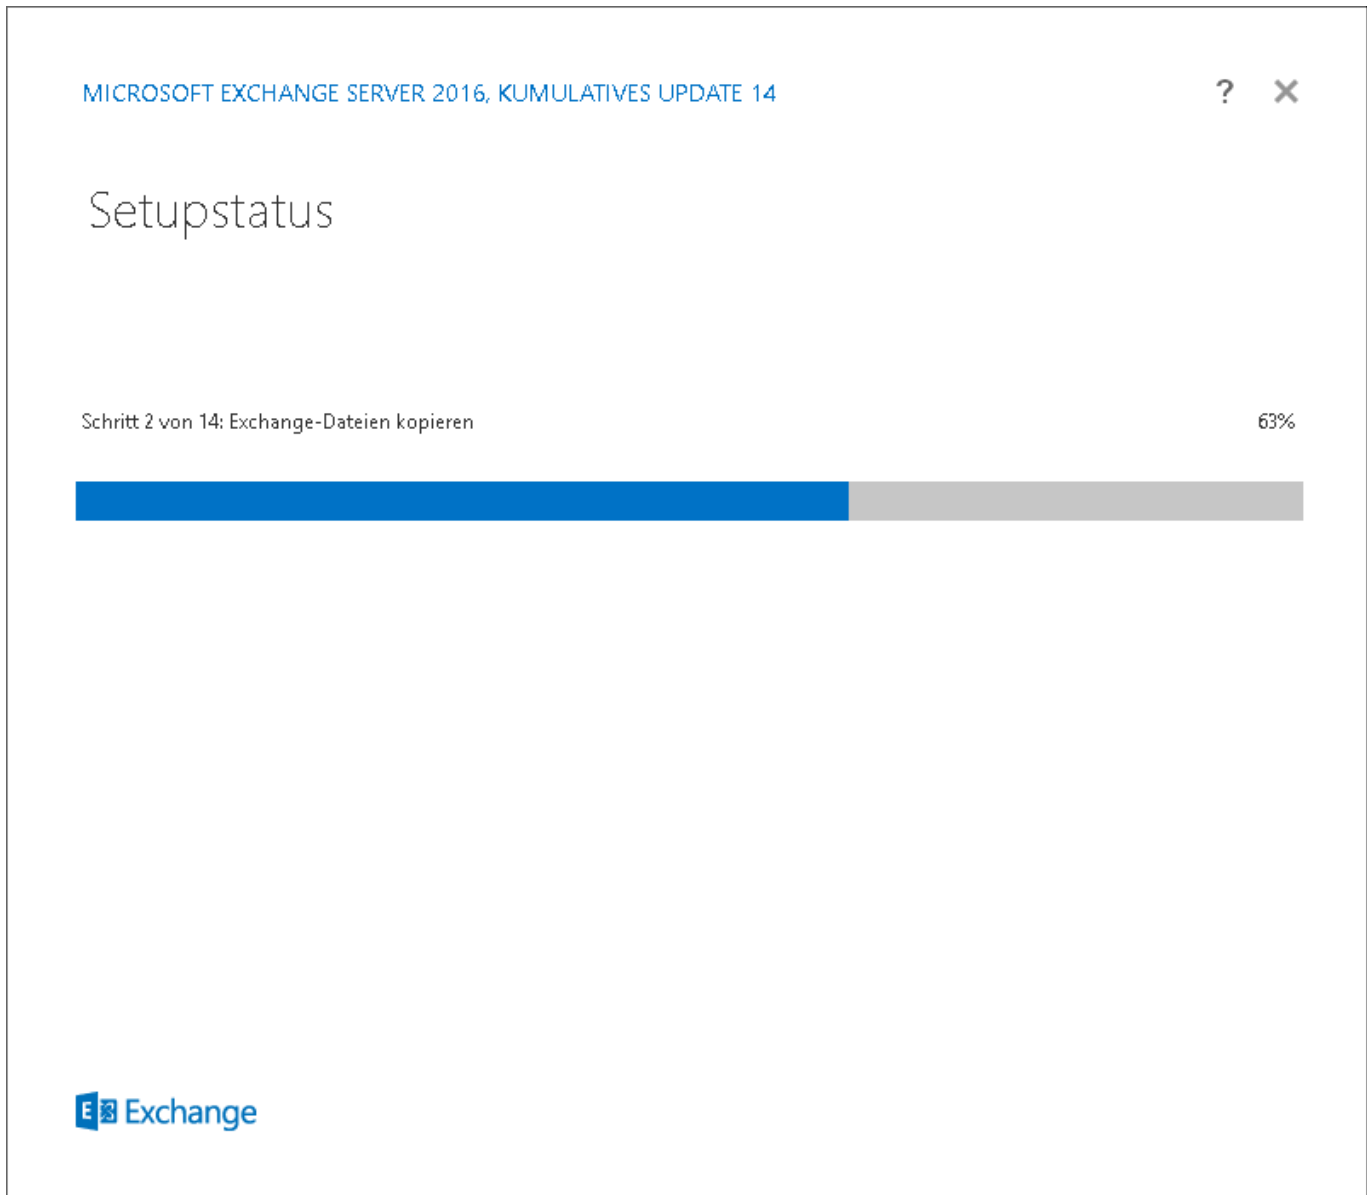 MICROSOFT EXCHANGE SERVER 2016, KUMULATIVES UPDATE 14 ?
Setupstatus
Schritt 2 von 14: Exchange-Dateien kopieren 63%
E Exchange